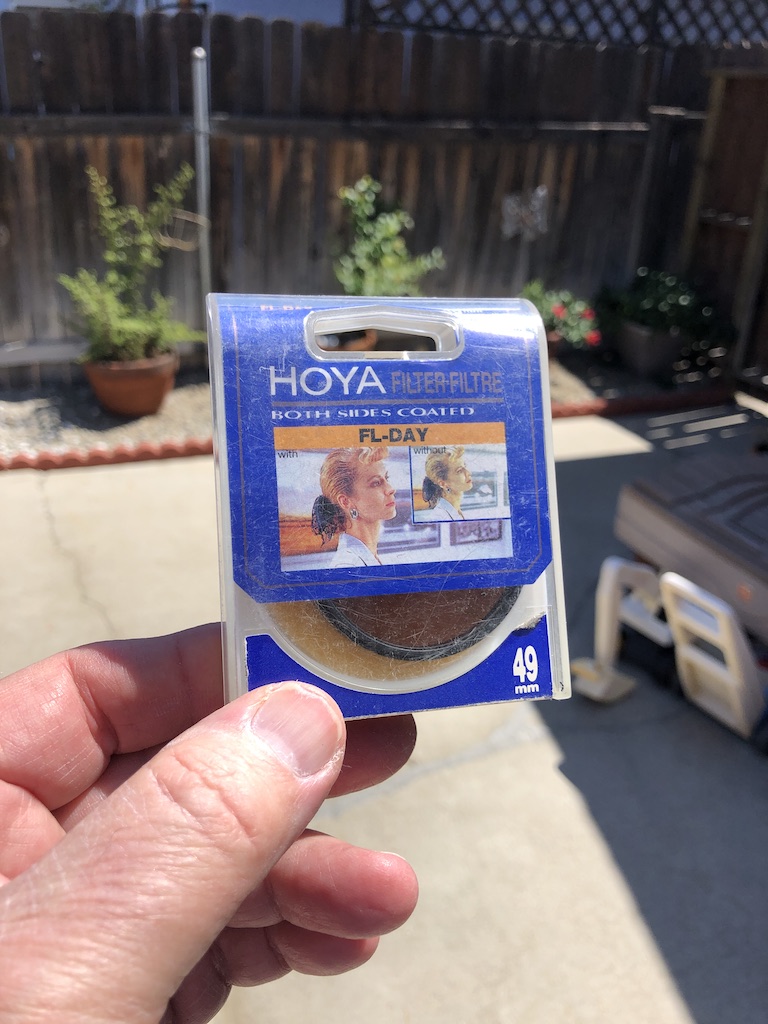 HOYA FILTER-FILTRE
BOTH SIDES COATED
FL-DAY
with
without
49
mm